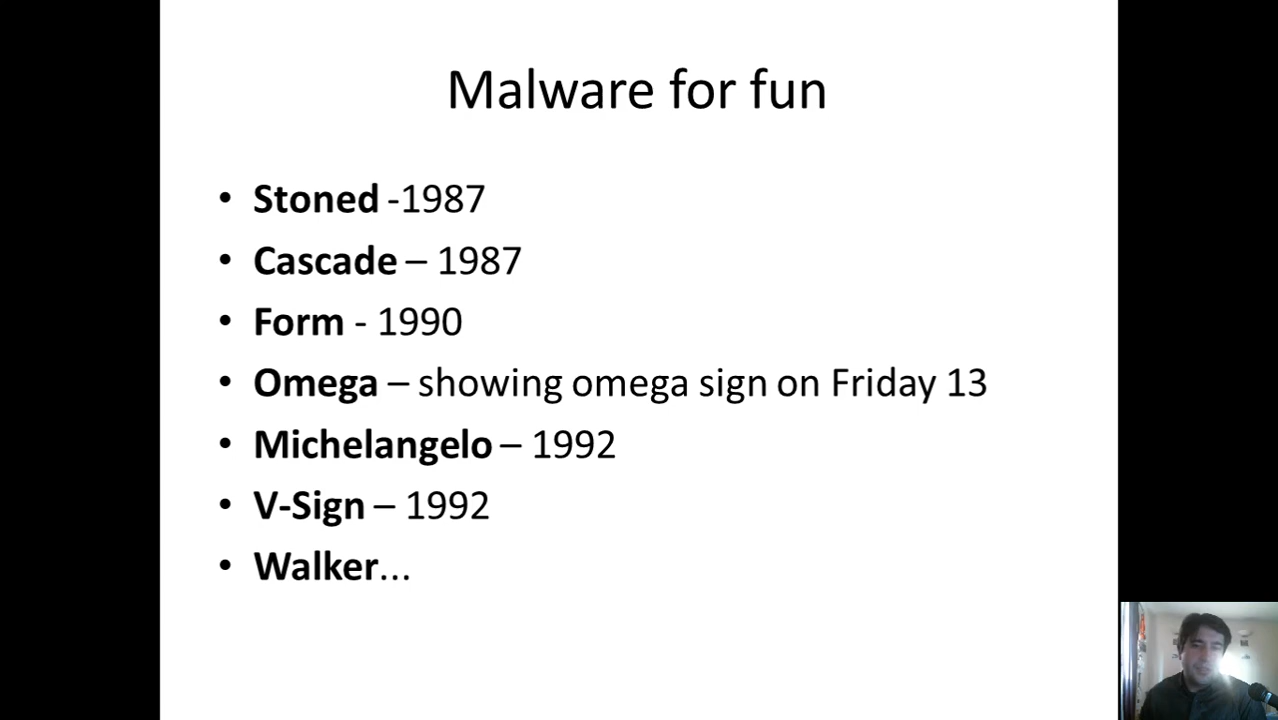 Malware for fun
• Stoned -1987
• Cascade – 1987
• Form - 1990
• Omega – showing omega sign on Friday 13
• Michelangelo – 1992
• V-Sign – 1992
• Walker...